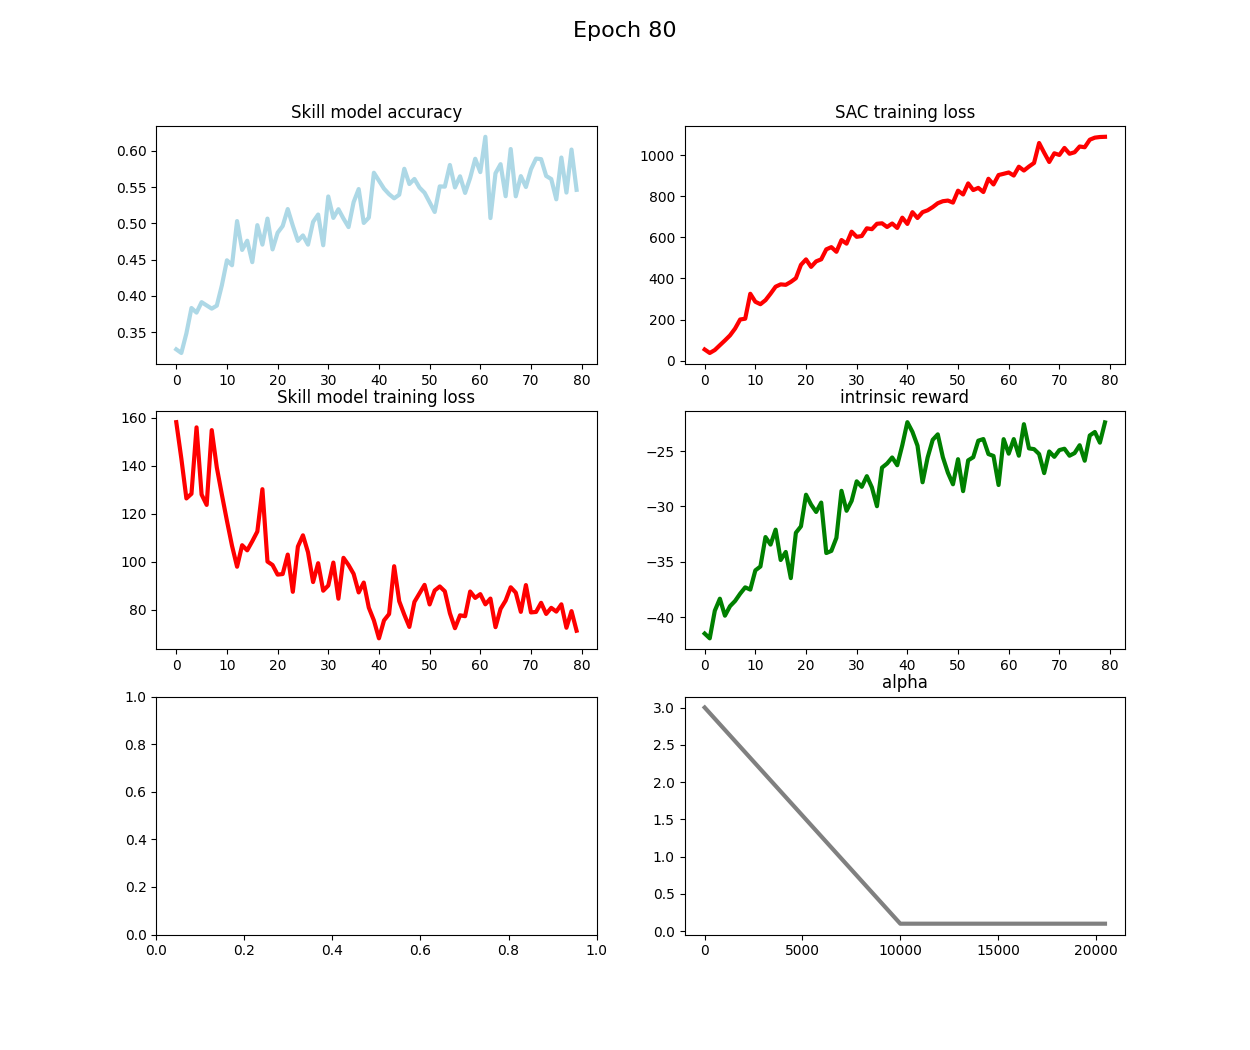 Epoch 80
Skill model accuracy
0.60
0.55
0.50
0.45
0.40
0.35
0 10 20 30 40 50 60 70 80
SAC training loss
1000
800
600
400
200
0
0 10 20 30 40 50 60 70 80
Skill model training loss
160
140
120
100
80
0 10 20 30 40 50 60 70 80
intrinsic reward
−25
−30
−35
−40
0 10 20 30 40 50 60 70 80
1.0
0.8
0.6
0.4
0.2
0.0
0.0 0.2 0.4 0.6 0.8 1.0
alpha
3.0
2.5
2.0
1.5
1.0
0.5
0.0
0 5000 10000 15000 20000